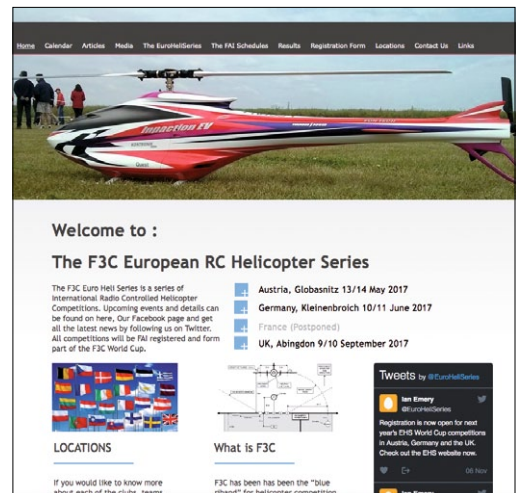 Home Calendar Articles Media The EuroHeliSeries The FAI Schedules Results Registration Form Locations Contact Us Links
Inpaction EV
Quest
Welcome to :
The F3C European RC Helicopter Series
The F3C Euro Heli Series is a series of
International Radio Controlled Helicopter
Competitions. Upcoming events and details can
be found on here, Our Facebook page and get
all the latest news by following us on Twitter.
All competitions will be FAI registered and form
part of the F3C World Cup.
+ Austria, Globasnitz 13/14 May 2017
+ Germany, Kleinenbroich 10/11 June 2017
+ France (Postponed)
+ UK, Abingdon 9/10 September 2017
LOCATIONS
If you would like to know more
about each of the clubs, teams
What is F3C
F3C has been has been the "blue
riband" for helicopter competition
Tweets by @EuroHeliSeries
Ian Emery
@EuroHeliSeries
Registration is now open for next
year's EHS World Cup competitions
in Austria, Germany and the UK.
Check out the EHS website now.
06 Nov
Ian Emery